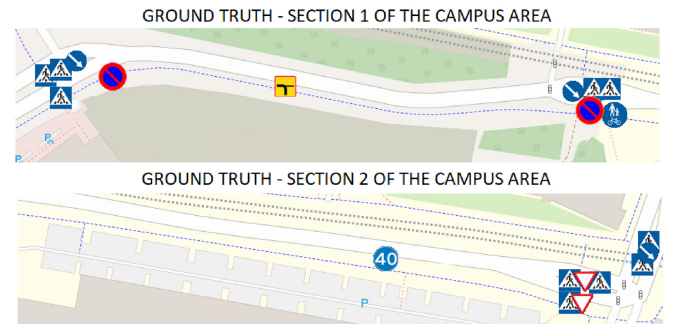 GROUND TRUTH - SECTION 1 OF THE CAMPUS AREA
P
P
GROUND TRUTH - SECTION 2 OF THE CAMPUS AREA
40
P